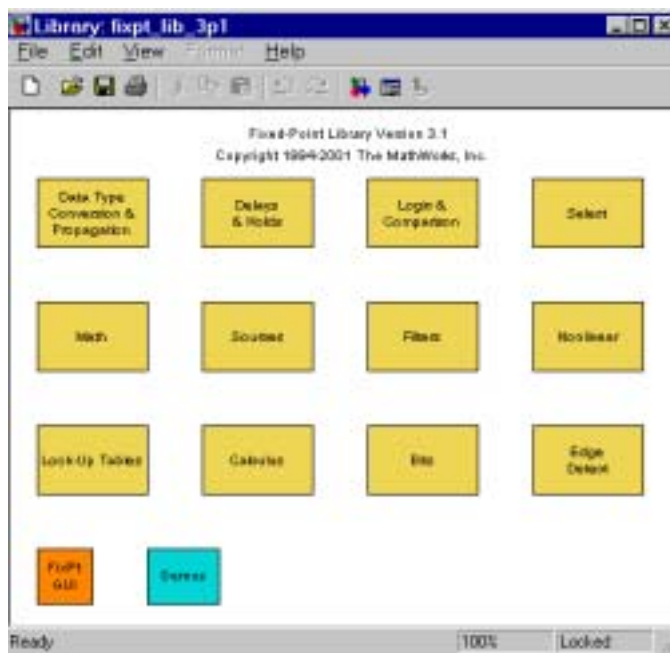 Library: fixpt_lib_3p1
File Edit View Format Help
Fixed-Point Library Version 3.1
Copyright 1994-2001 The MathWorks, Inc.
Data Type
Conversion &
Propagation
Delays
& Holds
Logic &
Comparison
Select
Math
Sources
Filters
Nonlinear
Look-Up Tables
Calculus
Bits
Edge
Detect
FixPt
GUI
Demos
Ready
100%
Locked